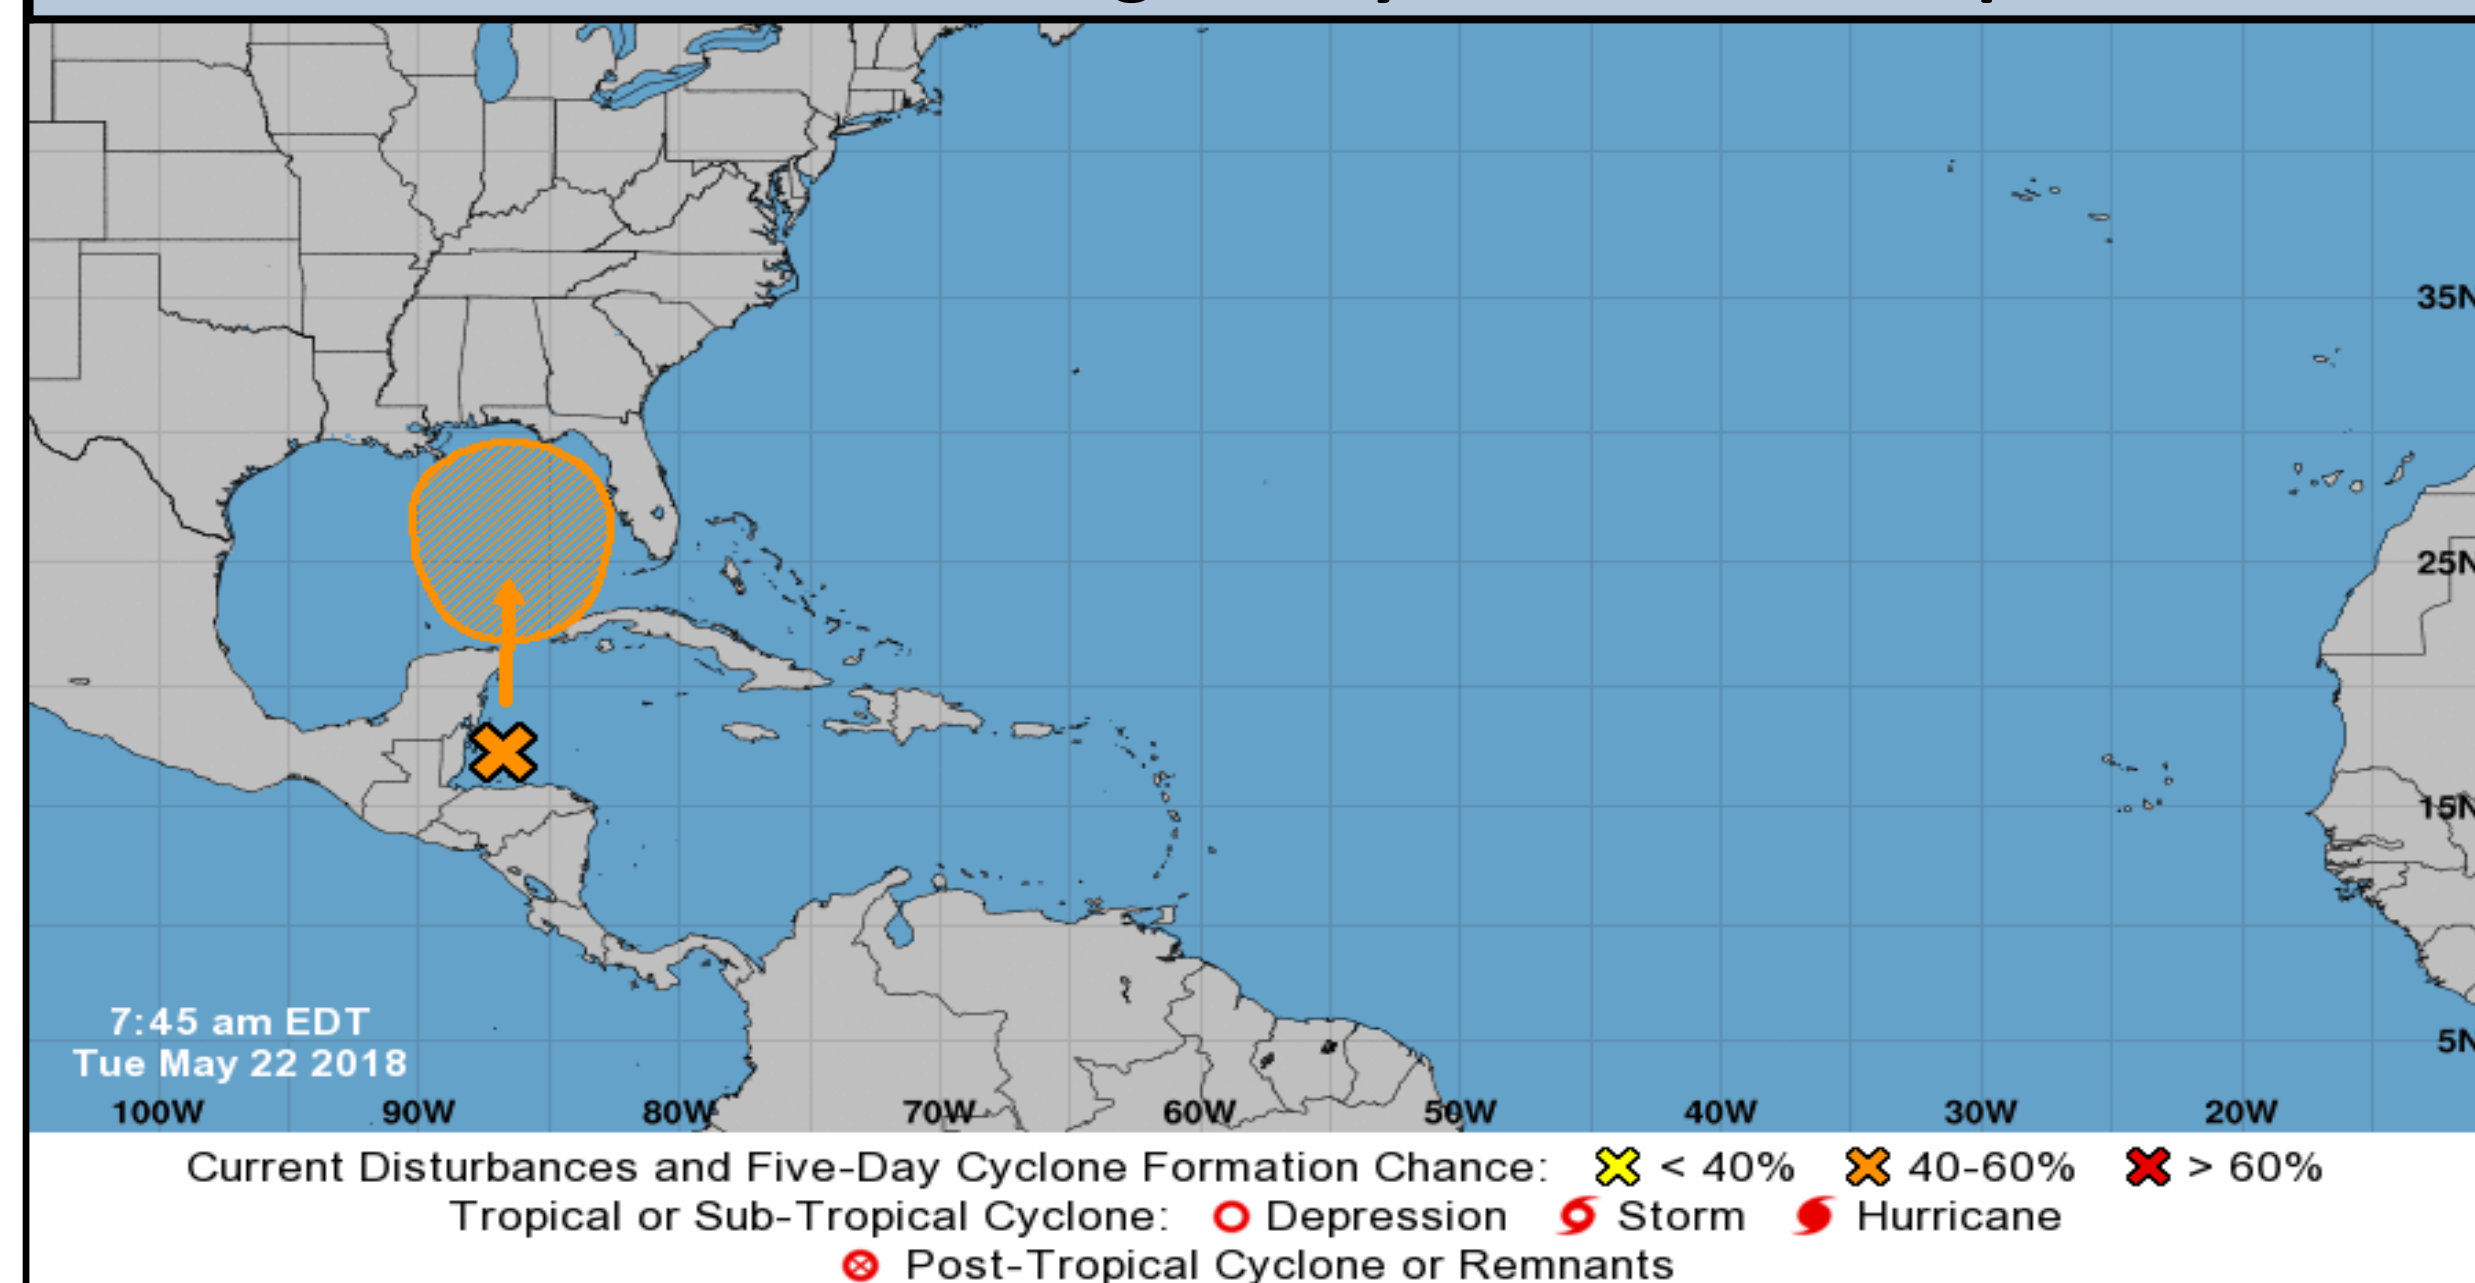 35N
25N
15N
5N
7:45 am EDT
Tue May 22 2018
100W 90W 80W 70W 60W 50W 40W 30W 20W
Current Disturbances and Five-Day Cyclone Formation Chance: < 40% 40-60% > 60%
Tropical or Sub-Tropical Cyclone: Depression Storm Hurricane
Post-Tropical Cyclone or Remnants